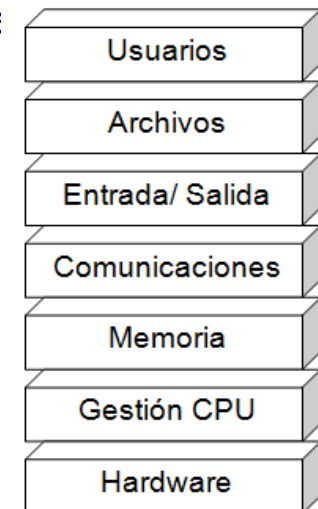 Usuarios
Archivos
Entrada/ Salida
Comunicaciones
Memoria
Gestión CPU
Hardware